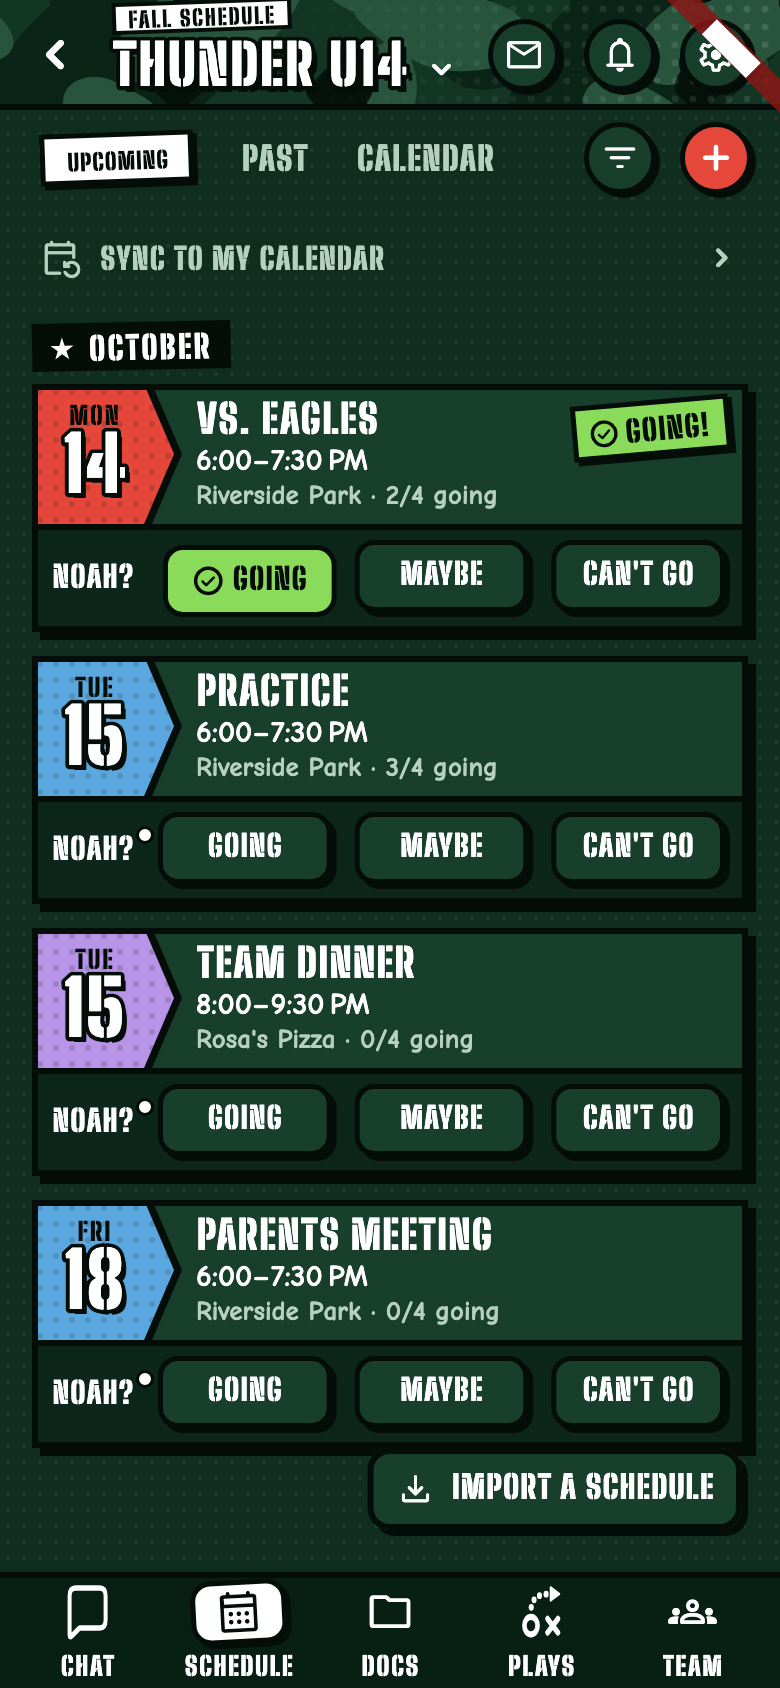 FALL SCHEDULE
THUNDER U14
UPCOMING PAST CALENDAR
SYNC TO MY CALENDAR
★ OCTOBER
MON
14
VS. EAGLES
6:00–7:30 PM
Riverside Park · 2/4 going
GOING!
NOAH? GOING MAYBE CAN'T GO
TUE
15
PRACTICE
6:00–7:30 PM
Riverside Park · 3/4 going
NOAH? GOING MAYBE CAN'T GO
TUE
15
TEAM DINNER
8:00–9:30 PM
Rosa's Pizza · 0/4 going
NOAH? GOING MAYBE CAN'T GO
FRI
18
PARENTS MEETING
6:00–7:30 PM
Riverside Park · 0/4 going
NOAH? GOING MAYBE CAN'T GO
IMPORT A SCHEDULE
CHAT SCHEDULE DOCS PLAYS TEAM